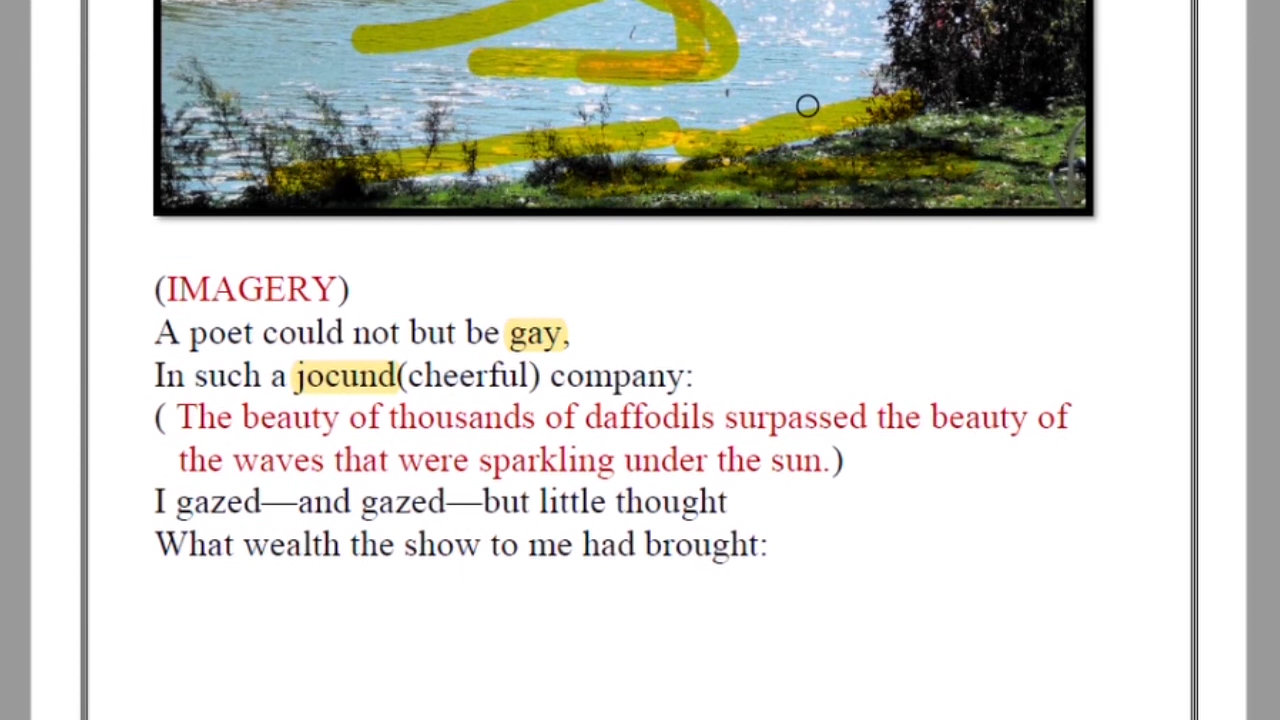 (IMAGERY)
A poet could not but be gay,
In such a jocund(cheerful) company:
( The beauty of thousands of daffodils surpassed the beauty of
the waves that were sparkling under the sun.)
I gazed—and gazed—but little thought
What wealth the show to me had brought: